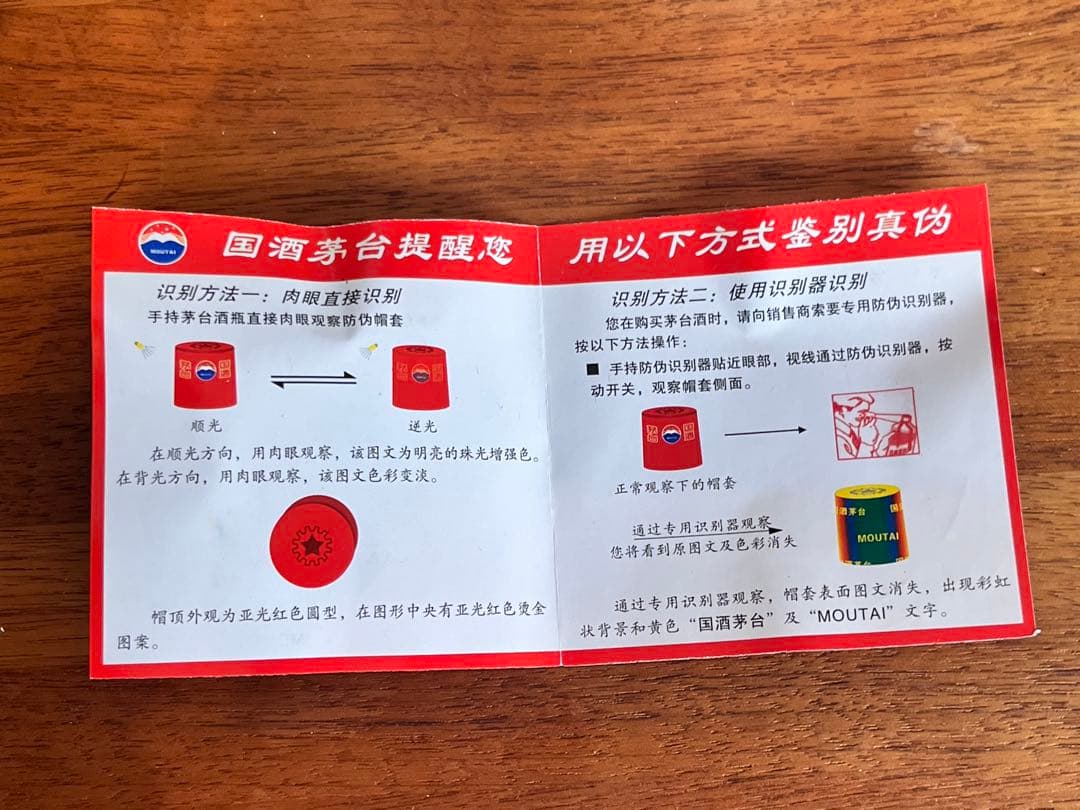 MOUTAI
国酒茅台提醒您
识别方法一：肉眼直接识别
手持茅台酒瓶直接肉眼观察防伪帽套
顺光
逆光
在顺光方向，用肉眼观察，该图文为明亮的珠光增强色。
在背光方向，用肉眼观察，该图文色彩变淡。
帽顶外观为亚光红色圆型，在图形中央有亚光红色烫金
图案。
用以下方式鉴别真伪
识别方法二：使用识别器识别
您在购买茅台酒时，请向销售商索要专用防伪识别器，
按以下方法操作：
■ 手持防伪识别器贴近眼部，视线通过防伪识别器，按
动开关，观察帽套侧面。
正常观察下的帽套
通过专用识别器观察
您将看到原图文及色彩消失
酒茅台 国
MOUTAI
通过专用识别器观察，帽套表面图文消失，出现彩虹
状背景和黄色“国酒茅台”及“MOUTAI”文字。